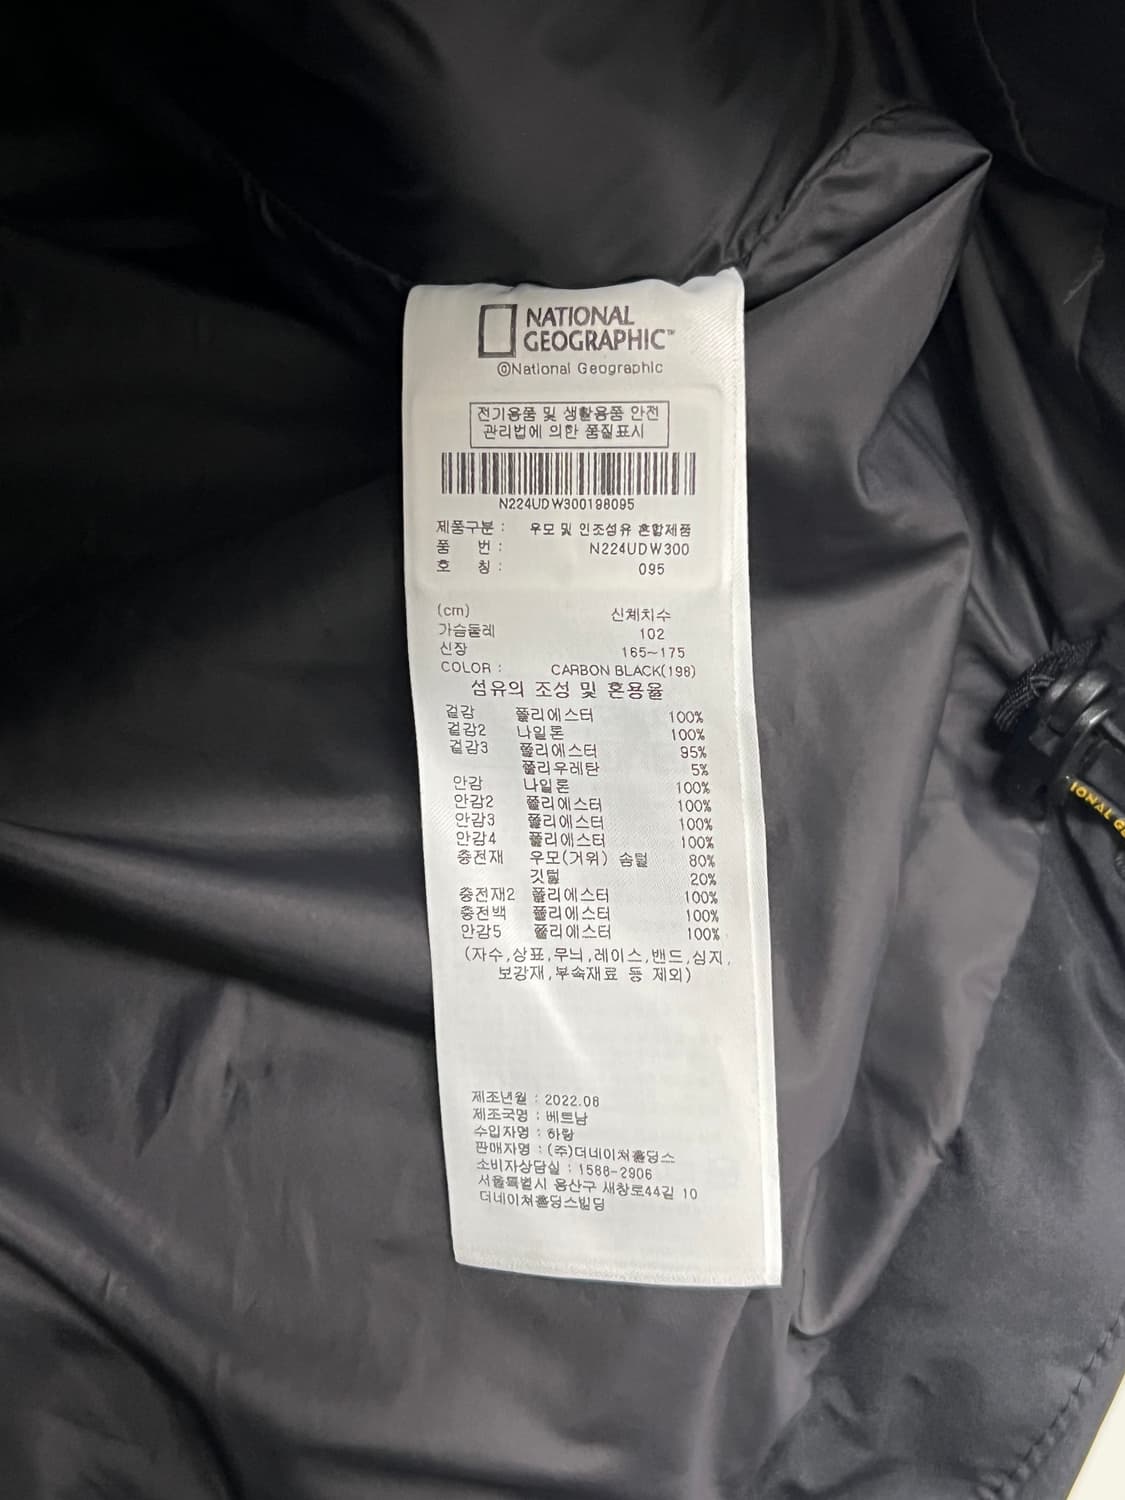 NATIONAL
GEOGRAPHIC™
©National Geographic
전기용품 및 생활용품 안전
관리법에 의한 품질표시
N224UDW300198095
제품구분 : 우모 및 인조섬유 혼합제품
품 번 : N224UDW300
호 칭 : 095
(cm) 신체치수
가슴둘레 102
신장 165~175
COLOR : CARBON BLACK(198)
섬유의 조성 및 혼용율
겉감 폴리에스터 100%
겉감2 나일론 100%
겉감3 폴리에스터 95%
폴리우레탄 5%
안감 나일론 100%
안감2 폴리에스터 100%
안감3 폴리에스터 100%
안감4 폴리에스터 100%
충전재 우모(거위) 솜털 80%
깃털 20%
충전재2 폴리에스터 100%
충전백 폴리에스터 100%
안감5 폴리에스터 100%
(자수,상표,무늬,레이스,밴드,심지,
보강재,부속재료 등 제외)
제조년월 : 2022.08
제조국명 : 베트남
수입자명 : 하랑
판매자명 : (주)더네이쳐홀딩스
소비자상담실 : 1588-2906
서울특별시 용산구 새창로44길 10
더네이쳐홀딩스빌딩
IONAL GE